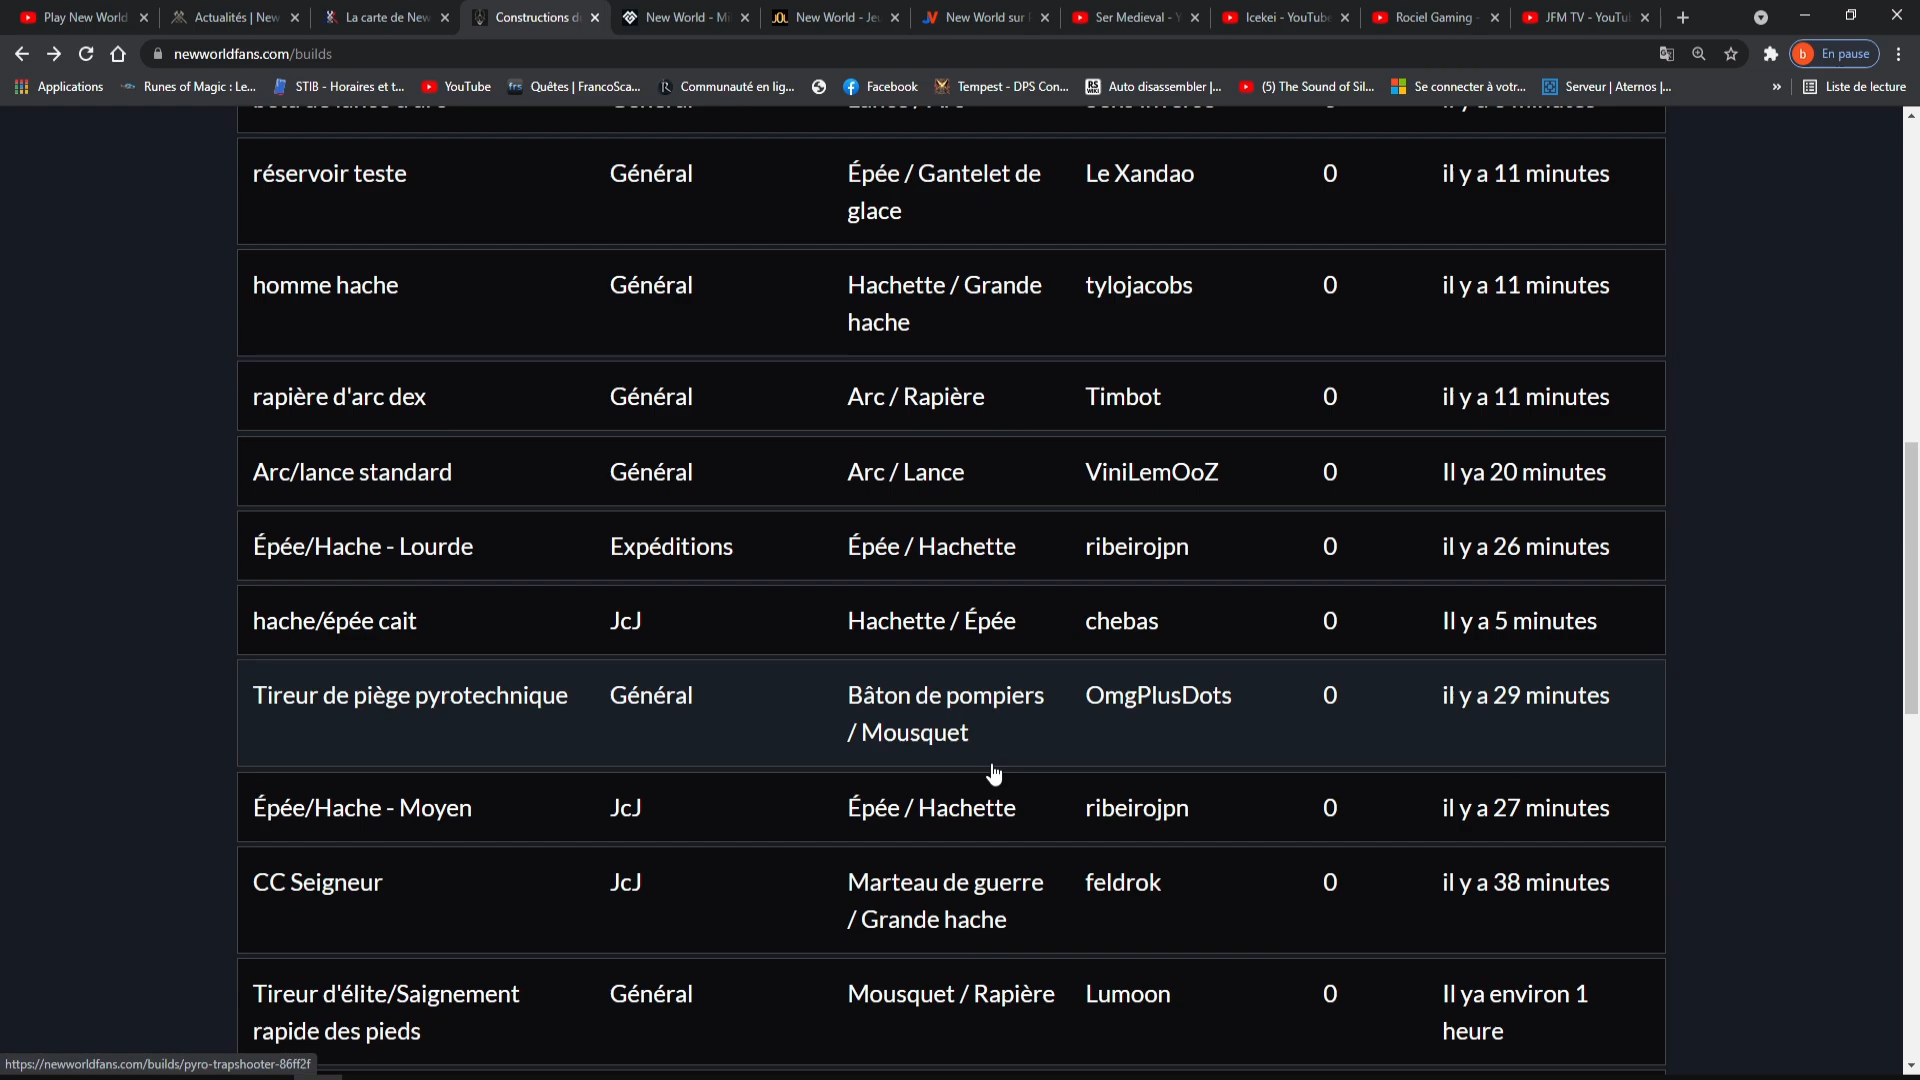 Play New World
Actualités | New
La carte de New
Constructions d
New World - M
New World - Je
New World sur
Ser Medieval - Y
Icekei - YouTube
Rociel Gaming -
JFM TV - YouTu
newworldfans.com/builds
b En pause
Applications
Runes of Magic : Le...
STIB - Horaires et t...
YouTube
Quêtes | FrancoSca...
Communauté en lig...
Facebook
Tempest - DPS Con...
Auto disassembler |...
(5) The Sound of Sil...
Se connecter à votr...
Serveur | Aternos |...
»
Liste de lecture
réservoir teste Général Épée / Gantelet de Le Xandao 0 il y a 11 minutes
glace
homme hache Général Hachette / Grande tylojacobs 0 il y a 11 minutes
hache
rapière d'arc dex Général Arc / Rapière Timbot 0 il y a 11 minutes
Arc/lance standard Général Arc / Lance ViniLemOoZ 0 Il ya 20 minutes
Épée/Hache - Lourde Expéditions Épée / Hachette ribeirojpn 0 il y a 26 minutes
hache/épée cait JcJ Hachette / Épée chebas 0 Il y a 5 minutes
Tireur de piège pyrotechnique Général Bâton de pompiers OmgPlusDots 0 il y a 29 minutes
/ Mousquet
Épée/Hache - Moyen JcJ Épée / Hachette ribeirojpn 0 il y a 27 minutes
CC Seigneur JcJ Marteau de guerre feldrok 0 il y a 38 minutes
/ Grande hache
Tireur d'élite/Saignement Général Mousquet / Rapière Lumoon 0 Il ya environ 1
rapide des pieds heure
https://newworldfans.com/builds/pyro-trapshooter-86ff2f